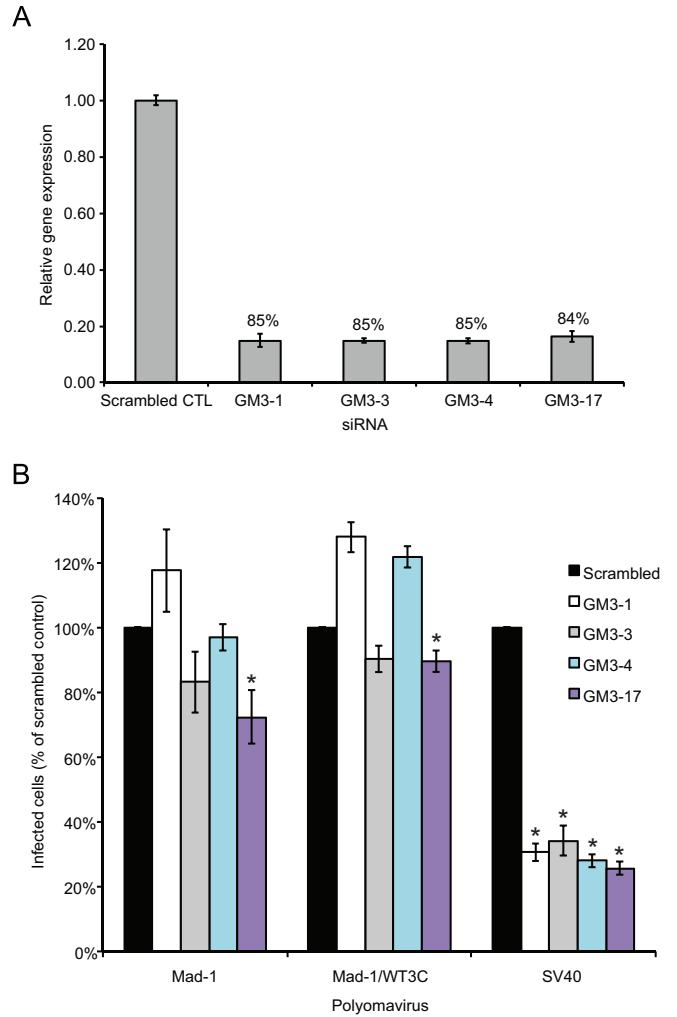 A
1.20
1.00
0.80
0.60
0.40
0.20
0.00
Relative gene expression
85%
85%
85%
84%
Scrambled CTL GM3-1 GM3-3 GM3-4 GM3-17
siRNA
B
140%
120%
100%
80%
60%
40%
20%
0%
Infected cells (% of scrambled control)
*
*
*
*
*
*
Scrambled
GM3-1
GM3-3
GM3-4
GM3-17
Mad-1 Mad-1/WT3C SV40
Polyomavirus